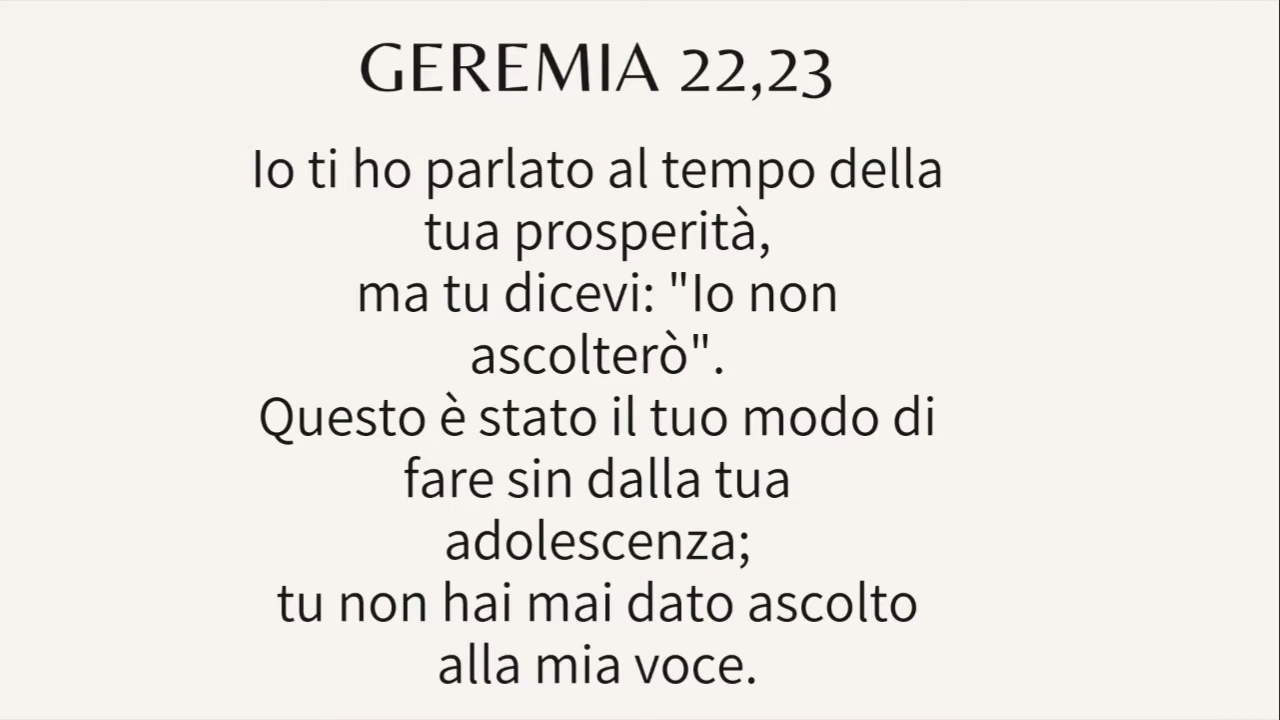 GEREMIA 22,23
Io ti ho parlato al tempo della
tua prosperità,
ma tu dicevi: "Io non
ascolterò".
Questo è stato il tuo modo di
fare sin dalla tua
adolescenza;
tu non hai mai dato ascolto
alla mia voce.